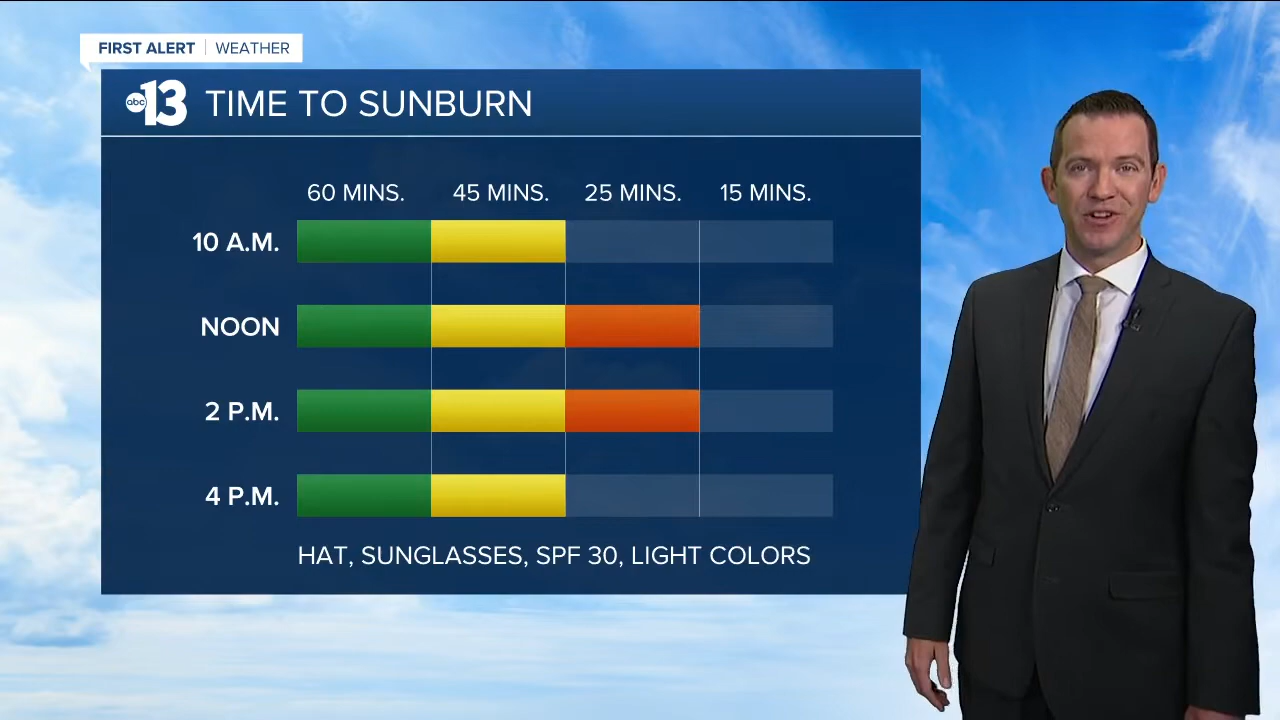 FIRST ALERT | WEATHER
abc 13 TIME TO SUNBURN
60 MINS. 45 MINS. 25 MINS. 15 MINS.
10 A.M.
NOON
2 P.M.
4 P.M.
HAT, SUNGLASSES, SPF 30, LIGHT COLORS